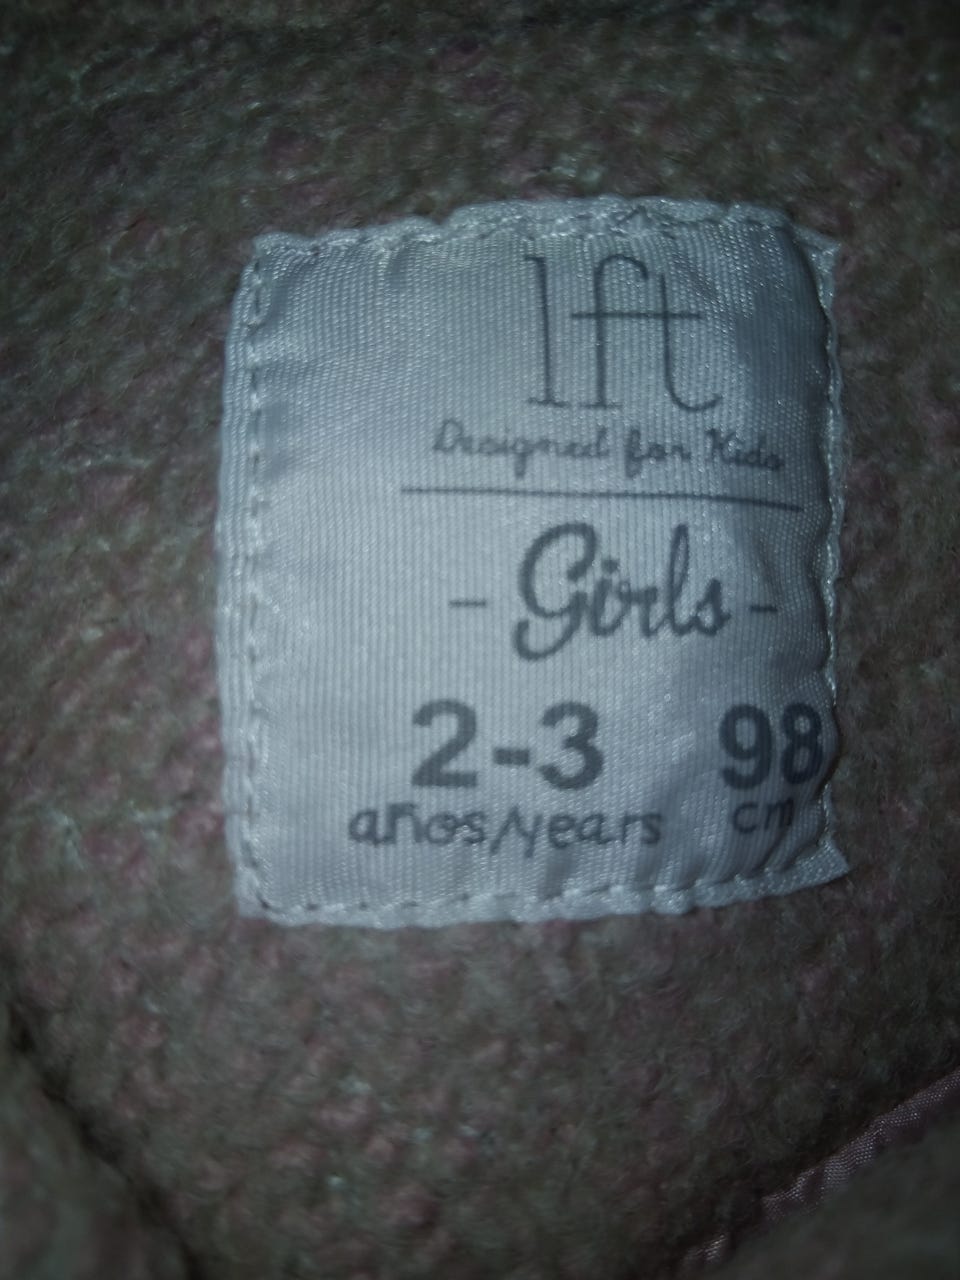 lft
Designed for Kids
- Girls -
2-3 98
años/years cm